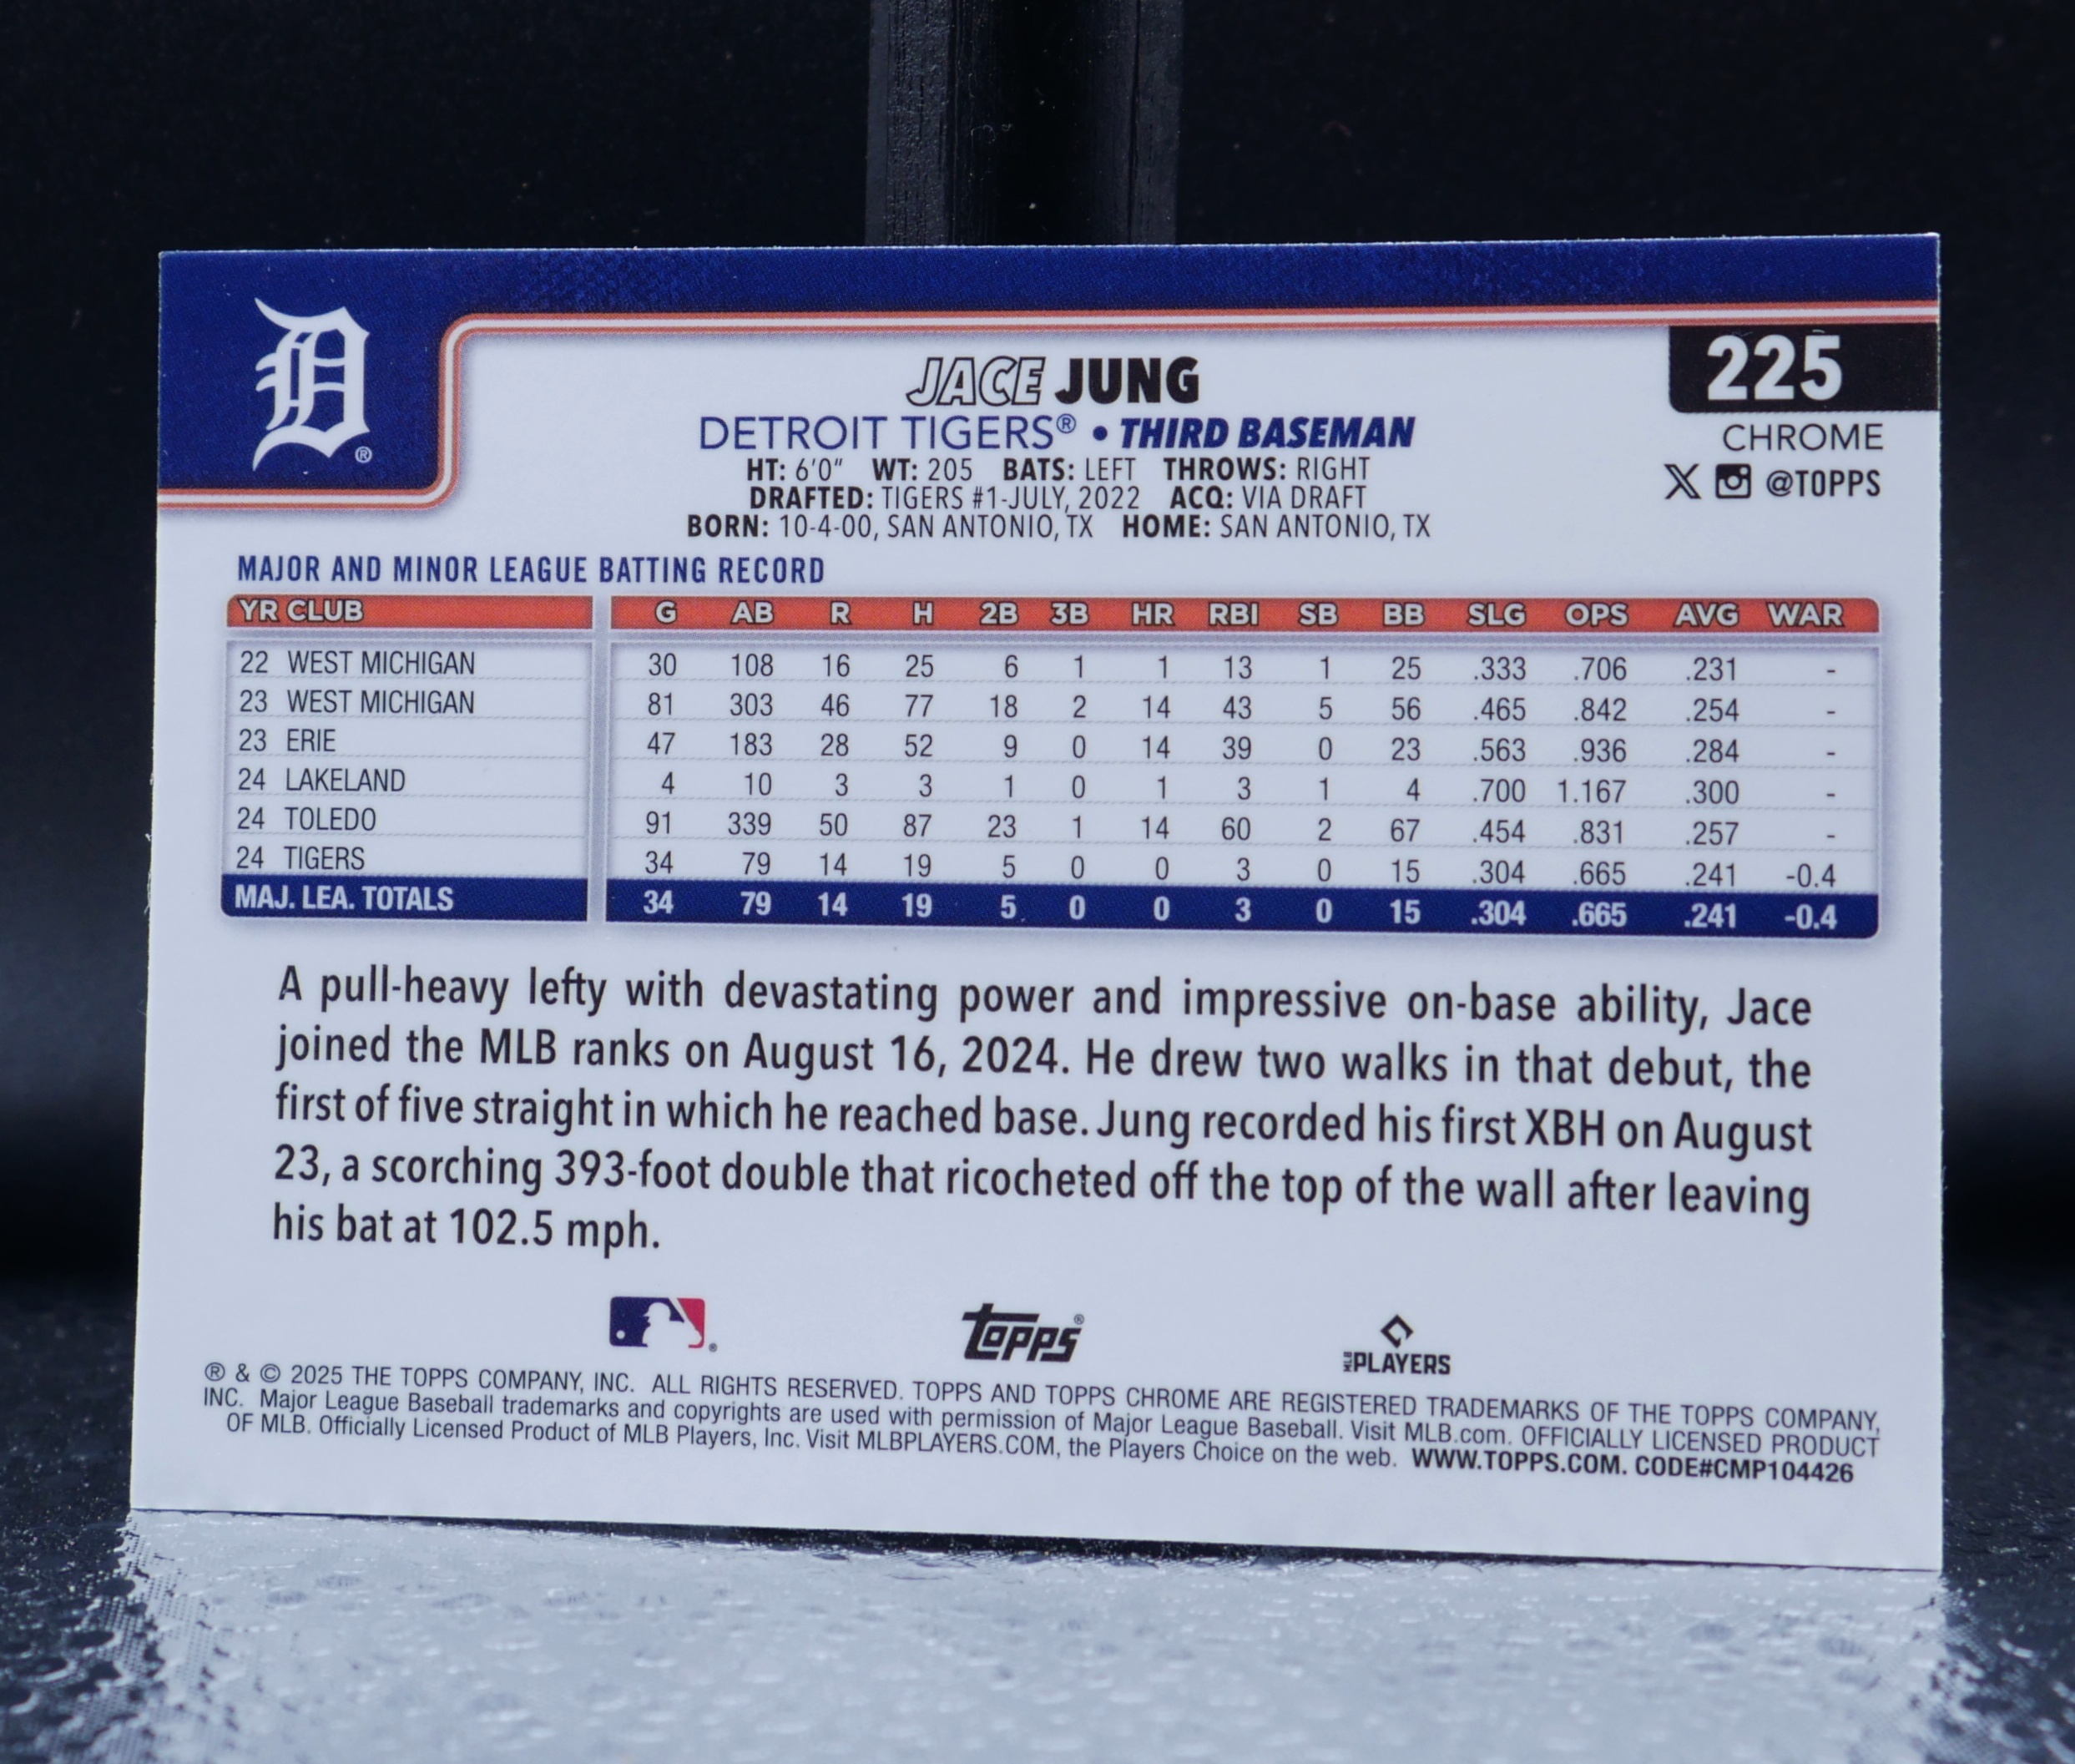 D®
JACE JUNG
225
DETROIT TIGERS® • THIRD BASEMAN
CHROME
HT: 6'0" WT: 205 BATS: LEFT THROWS: RIGHT
X @TOPPS
DRAFTED: TIGERS #1-JULY, 2022 ACQ: VIA DRAFT
BORN: 10-4-00, SAN ANTONIO, TX HOME: SAN ANTONIO, TX
MAJOR AND MINOR LEAGUE BATTING RECORD
YR CLUB G AB R H 2B 3B HR RBI SB BB SLG OPS AVG WAR
22 WEST MICHIGAN 30 108 16 25 6 1 1 13 1 25 .333 .706 .231 -
23 WEST MICHIGAN 81 303 46 77 18 2 14 43 5 56 .465 .842 .254 -
23 ERIE 47 183 28 52 9 0 14 39 0 23 .563 .936 .284 -
24 LAKELAND 4 10 3 3 1 0 1 3 1 4 .700 1.167 .300 -
24 TOLEDO 91 339 50 87 23 1 14 60 2 67 .454 .831 .257 -
24 TIGERS 34 79 14 19 5 0 0 3 0 15 .304 .665 .241 -0.4
MAJ. LEA. TOTALS 34 79 14 19 5 0 0 3 0 15 .304 .665 .241 -0.4
A pull-heavy lefty with devastating power and impressive on-base ability, Jace
joined the MLB ranks on August 16, 2024. He drew two walks in that debut, the
first of five straight in which he reached base. Jung recorded his first XBH on August
23, a scorching 393-foot double that ricocheted off the top of the wall after leaving
his bat at 102.5 mph.
® Topps® MLB PLAYERS
® & © 2025 THE TOPPS COMPANY, INC. ALL RIGHTS RESERVED. TOPPS AND TOPPS CHROME ARE REGISTERED TRADEMARKS OF THE TOPPS COMPANY,
INC. Major League Baseball trademarks and copyrights are used with permission of Major League Baseball. Visit MLB.com. OFFICIALLY LICENSED PRODUCT
OF MLB. Officially Licensed Product of MLB Players, Inc. Visit MLBPLAYERS.COM, the Players Choice on the web. WWW.TOPPS.COM. CODE#CMP104426